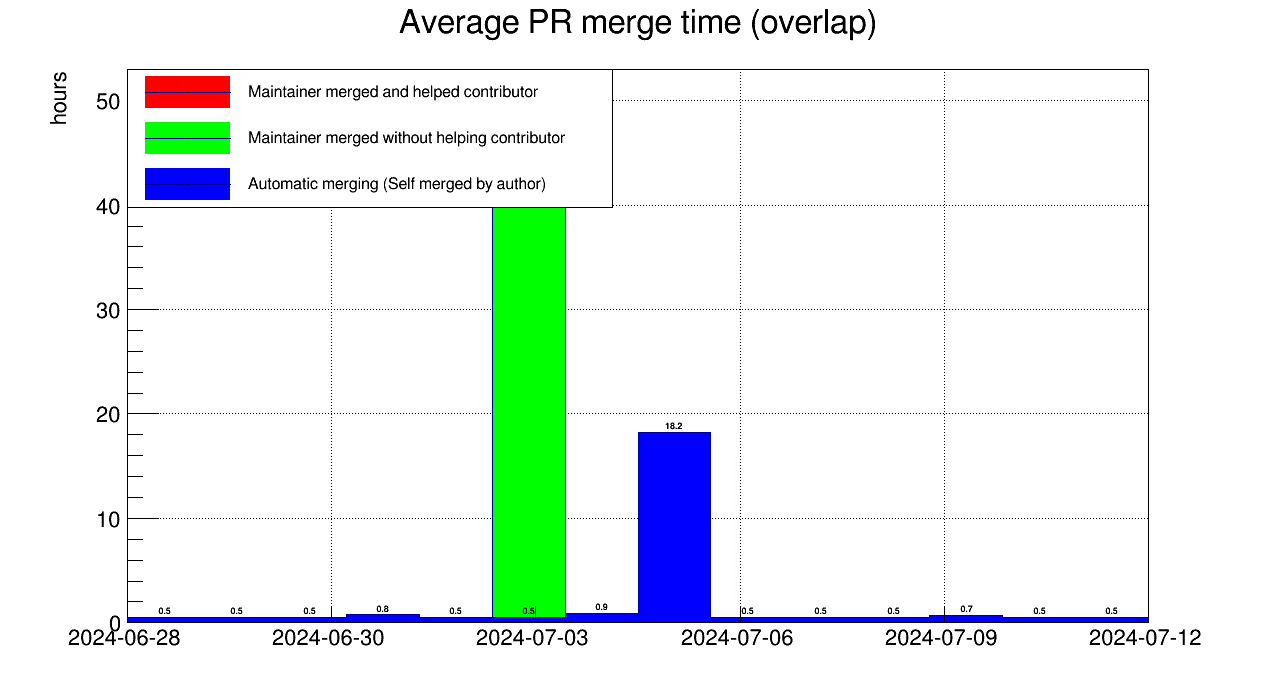 Average PR merge time (overlap)
hours
Maintainer merged and helped contributor
Maintainer merged without helping contributor
Automatic merging (Self merged by author)
50
40
30
20
18.2
10
0.5 0.5 0.5 0.8 0.5 0.5 0.9 0.5 0.5 0.5 0.7 0.5 0.5
0
2024-06-28 2024-06-30 2024-07-03 2024-07-06 2024-07-09 2024-07-12